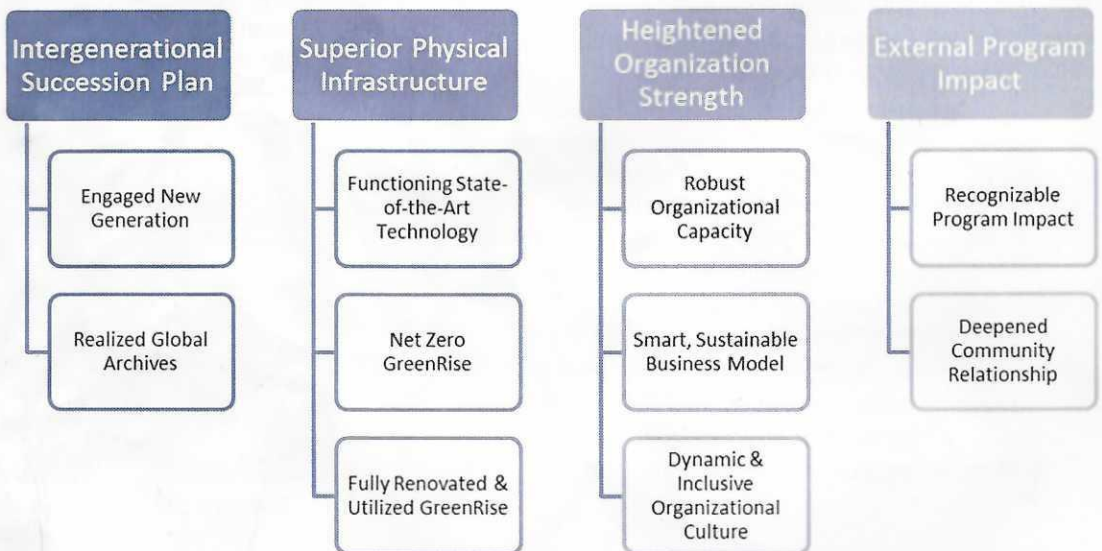 Intergenerational
Succession Plan
Engaged New
Generation
Realized Global
Archives
Superior Physical
Infrastructure
Functioning State-
of-the-Art
Technology
Net Zero
GreenRise
Fully Renovated &
Utilized GreenRise
Heightened
Organization
Strength
Robust
Organizational
Capacity
Smart, Sustainable
Business Model
Dynamic &
Inclusive
Organizational
Culture
External Program
Impact
Recognizable
Program Impact
Deepened
Community
Relationship